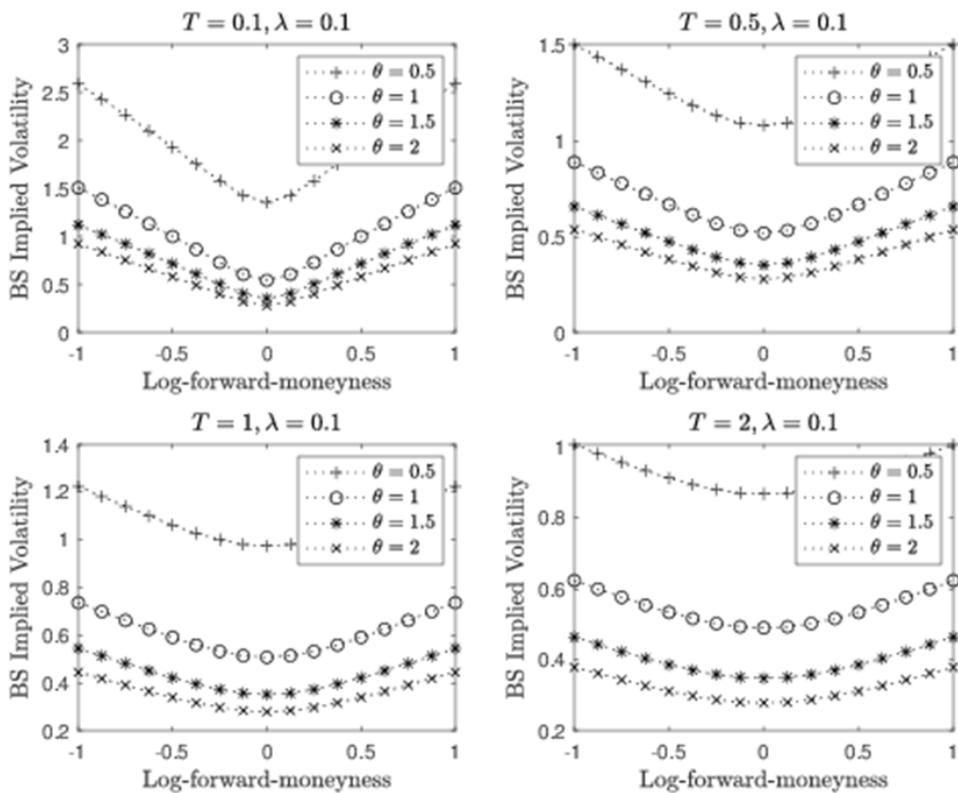 T = 0.1, λ = 0.1
BS Implied Volatility
3
2.5
2
1.5
1
0.5
0
θ = 0.5
θ = 1
θ = 1.5
θ = 2
-1 -0.5 0 0.5 1
Log-forward-moneyness
T = 0.5, λ = 0.1
BS Implied Volatility
1.5
1
0.5
0
θ = 0.5
θ = 1
θ = 1.5
θ = 2
-1 -0.5 0 0.5 1
Log-forward-moneyness
T = 1, λ = 0.1
BS Implied Volatility
1.4
1.2
1
0.8
0.6
0.4
0.2
θ = 0.5
θ = 1
θ = 1.5
θ = 2
-1 -0.5 0 0.5 1
Log-forward-moneyness
T = 2, λ = 0.1
BS Implied Volatility
1
0.8
0.6
0.4
0.2
θ = 0.5
θ = 1
θ = 1.5
θ = 2
-1 -0.5 0 0.5 1
Log-forward-moneyness